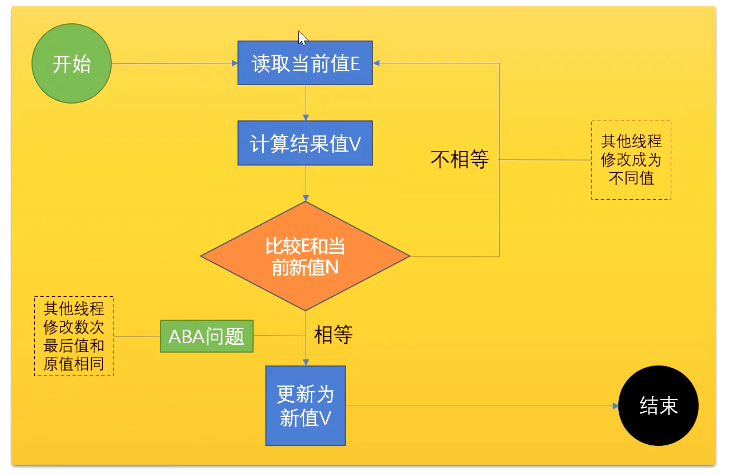 开始
读取当前值E
计算结果值V
不相等
其他线程
修改成为
不同值
比较E和当
前新值N
其他线程
修改数次
最后值和
原值相同
ABA问题
相等
更新为
新值V
结束